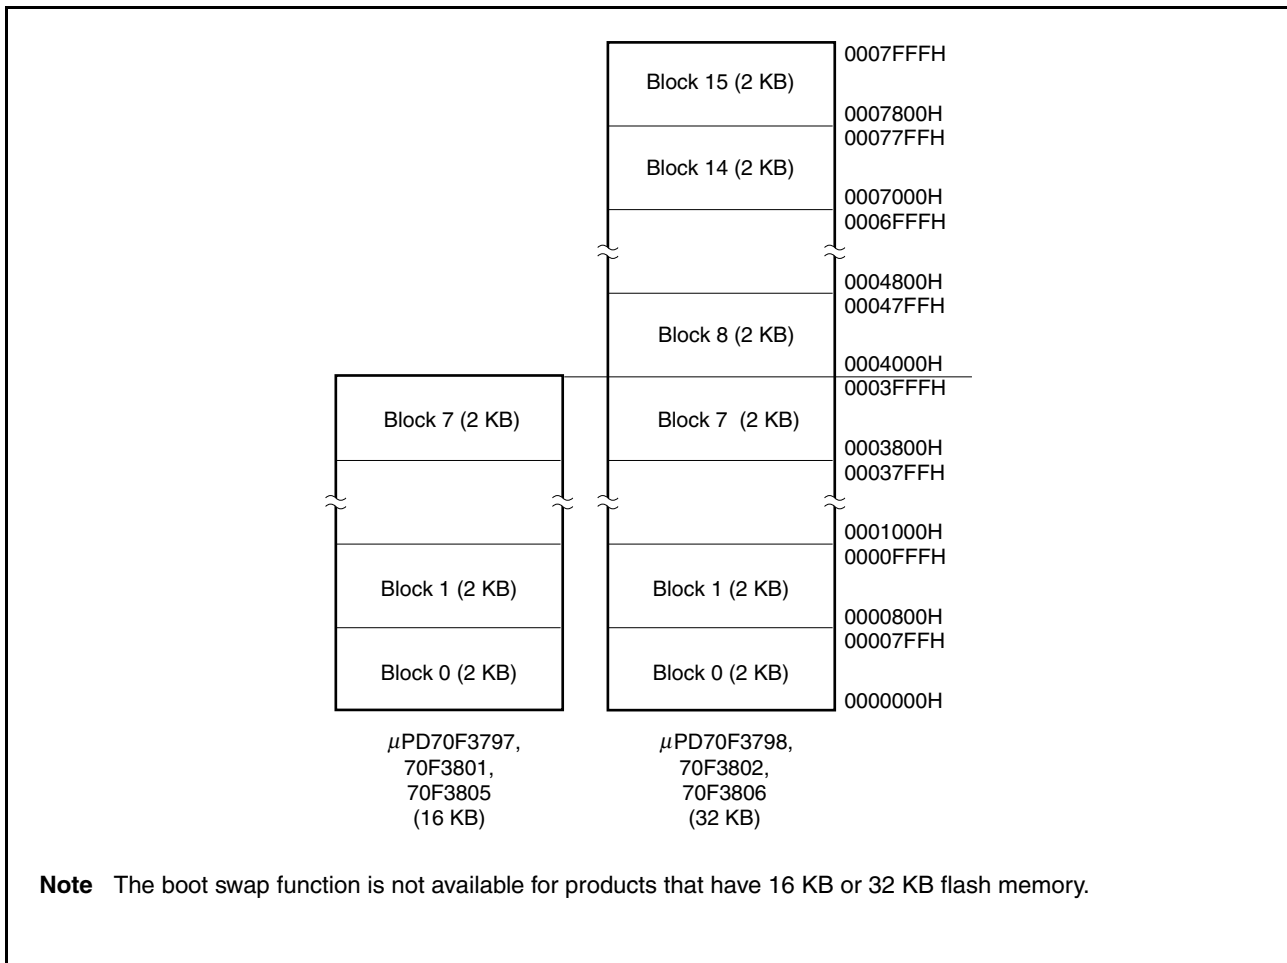 0007FFFH
Block 15 (2 KB)
0007800H
00077FFH
Block 14 (2 KB)
0007000H
0006FFFH
0004800H
00047FFH
Block 8 (2 KB)
0004000H
0003FFFH
Block 7 (2 KB)
Block 7 (2 KB)
0003800H
00037FFH
0001000H
0000FFFH
Block 1 (2 KB)
Block 1 (2 KB)
0000800H
00007FFH
Block 0 (2 KB)
Block 0 (2 KB)
0000000H
μPD70F3797,
70F3801,
70F3805
(16 KB)
μPD70F3798,
70F3802,
70F3806
(32 KB)
Note The boot swap function is not available for products that have 16 KB or 32 KB flash memory.